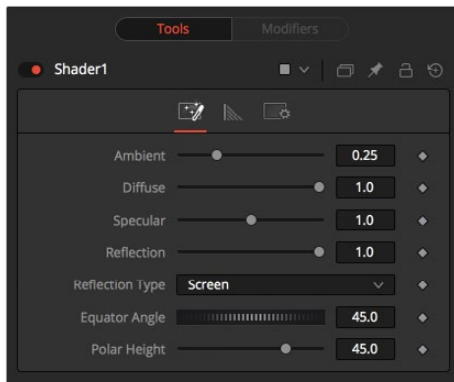 Tools Modifiers
Shader1
Ambient 0.25
Diffuse 1.0
Specular 1.0
Reflection 1.0
Reflection Type Screen
Equator Angle 45.0
Polar Height 45.0